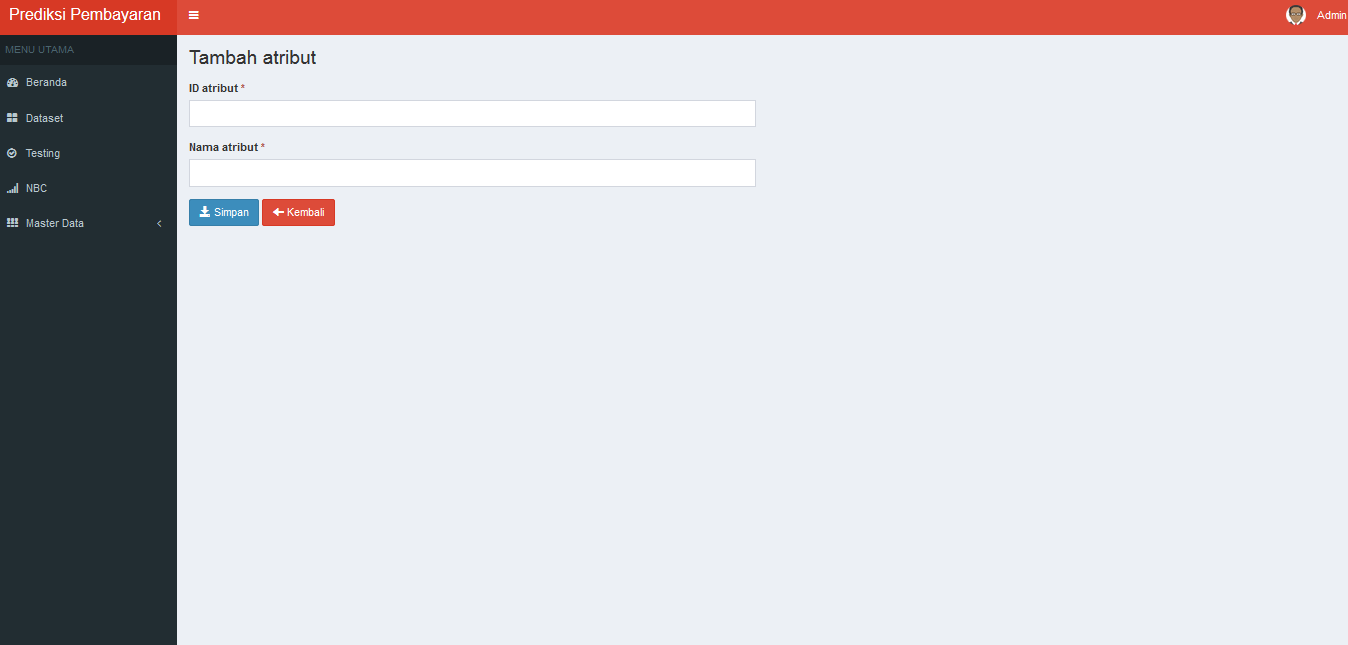 Prediksi Pembayaran
Admin
MENU UTAMA
Beranda
Dataset
Testing
NBC
Master Data
Tambah atribut
ID atribut *
Nama atribut *
Simpan
Kembali